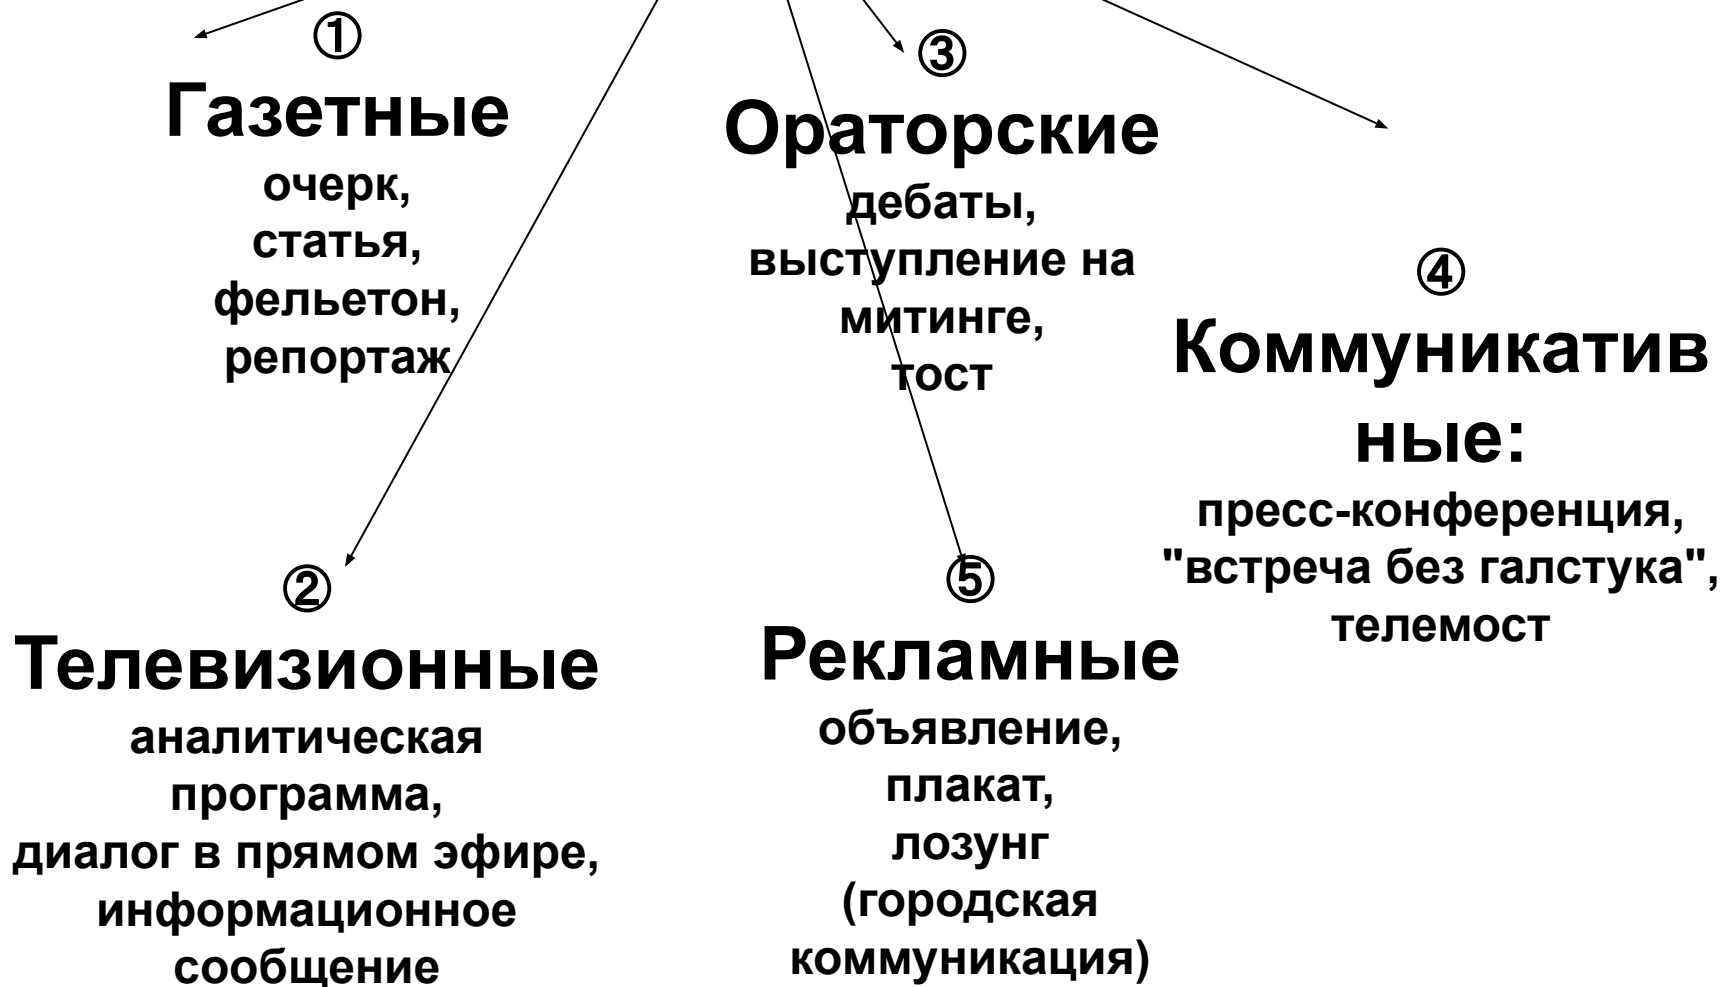 ①
Газетные
очерк,
статья,
фельетон,
репортаж
②
Телевизионные
аналитическая
программа,
диалог в прямом эфире,
информационное
сообщение
③
Ораторские
дебаты,
выступление на
митинге,
тост
④
Коммуникатив
ные:
пресс-конференция,
"встреча без галстука",
телемост
⑤
Рекламные
объявление,
плакат,
лозунг
(городская
коммуникация)